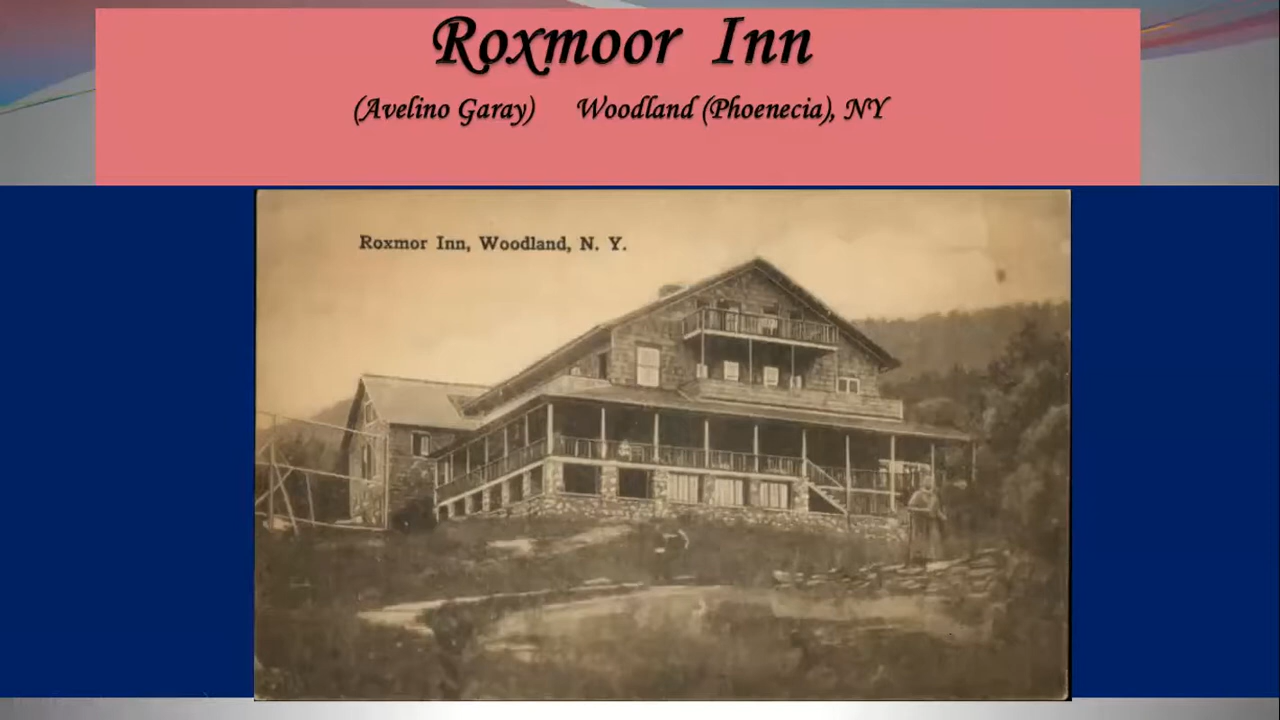 Roxmoor Inn
(Avelino Garay) Woodland (Phoenecia), NY
Roxmor Inn, Woodland, N. Y.